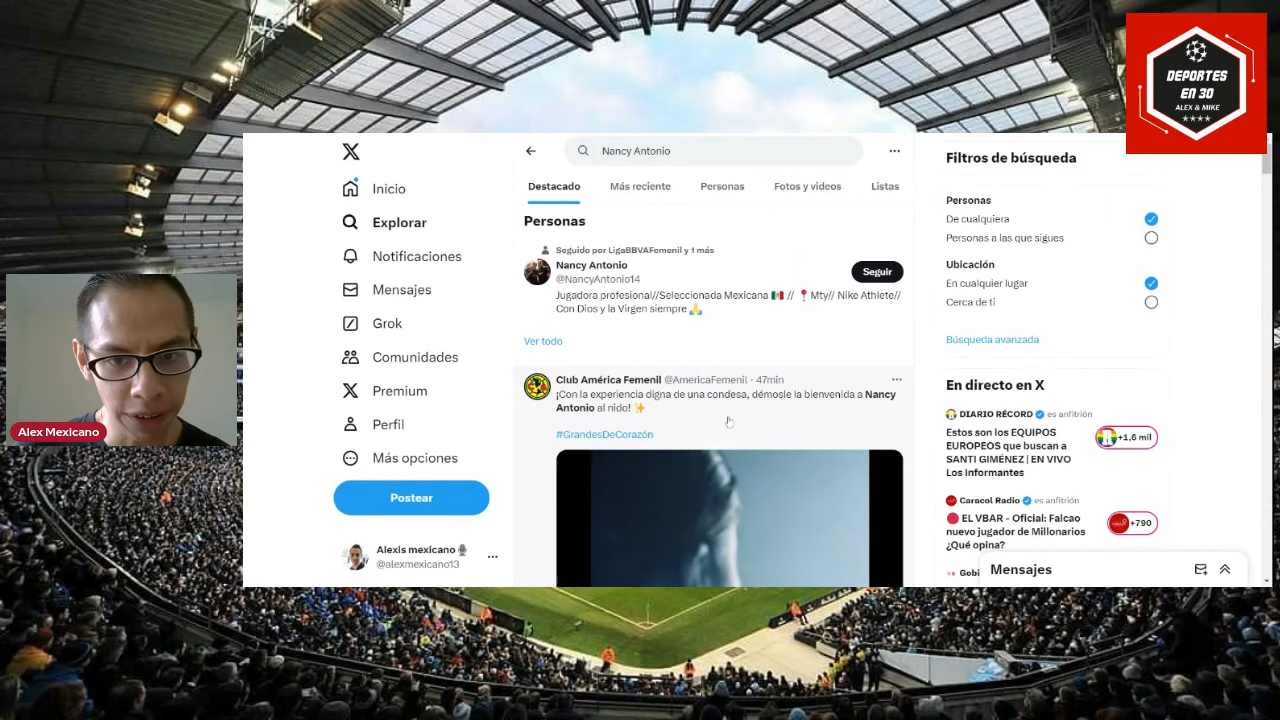 DEPORTES
EN 3D
ALEX & MIKE
Alex Mexicano
Inicio
Explorar
Notificaciones
Mensajes
Grok
Comunidades
Premium
Perfil
Más opciones
Postear
Alexis mexicano
@alexmexicano13
Nancy Antonio
Destacado
Más reciente
Personas
Fotos y videos
Listas
Personas
Seguido por LigaBBVAFemenil y 1 más
Nancy Antonio
@NancyAntonio14
Seguir
Jugadora profesional//Seleccionada Mexicana 🇲🇽 // 📍 Mty// Nike Athlete//
Con Dios y la Virgen siempre 🙏
Ver todo
Club América Femenil @AmericaFemenil · 47min
¡Con la experiencia digna de una condesa, démosle la bienvenida a Nancy
Antonio al nido! ✨
#GrandesDeCorazón
Filtros de búsqueda
Personas
De cualquiera
Personas a las que sigues
Ubicación
En cualquier lugar
Cerca de ti
Búsqueda avanzada
En directo en X
DIARIO RÉCORD es anfitrión
Estos son los EQUIPOS
EUROPEOS que buscan a
SANTI GIMÉNEZ | EN VIVO
Los Informantes
+1,6 mil
Caracol Radio es anfitrión
🔴 EL VBAR - Oficial: Falcao
nuevo jugador de Millonarios
¿Qué opina?
+790
Gobi
Mensajes